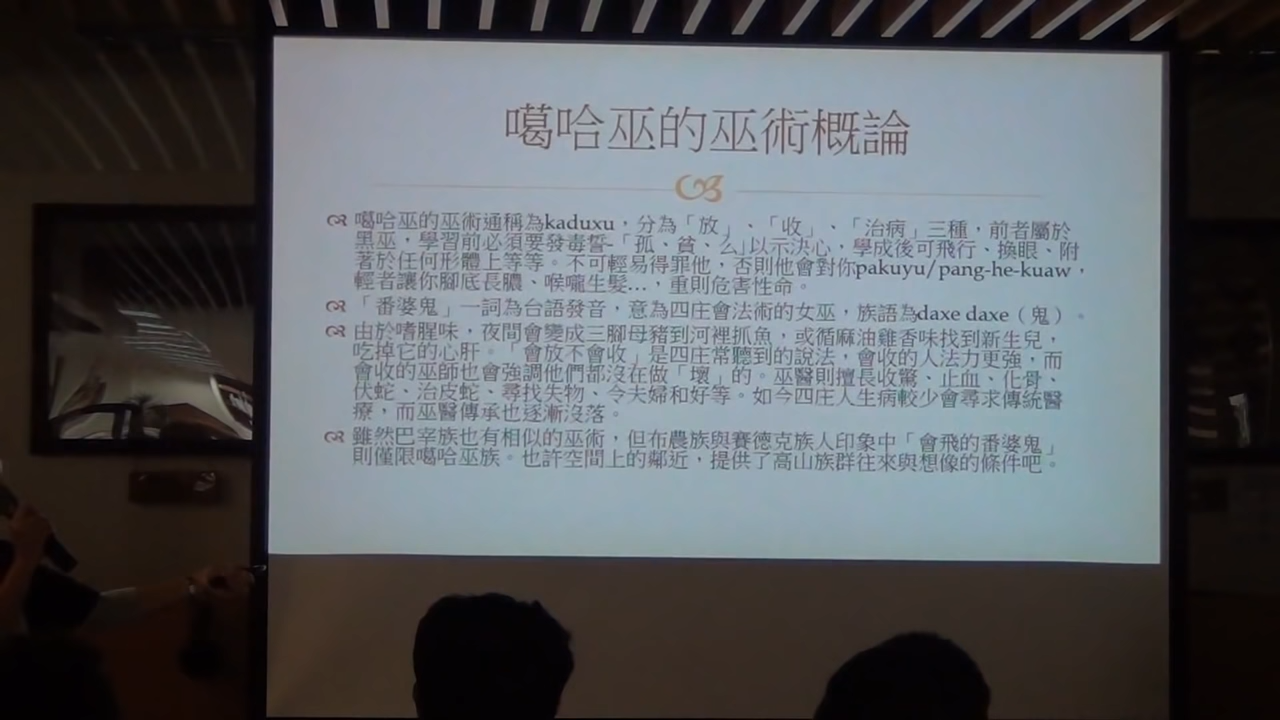 噶哈巫的巫術概論
噶哈巫的巫術通稱為kaduxu，分為「放」、「收」、「治病」三種，前者屬於
黑巫，學習前必須要發毒誓-「孤、貧、么」以示決心，學成後可飛行、換眼、附
著於任何形體上等等。不可輕易得罪他，否則他會對你pakuyu/pang-he-kuaw，
輕者讓你腳底長膿、喉嚨生髮...，重則危害性命。
「番婆鬼」一詞為台語發音，意為四庄會法術的女巫，族語為daxe daxe（鬼）。
由於嗜腥味，夜間會變成三腳母豬到河裡抓魚，或循麻油雞香味找到新生兒，
吃掉它的心肝。「會放不會收」是四庄常聽到的說法，會收的人法力更強，而
會收的巫師也會強調他們都沒在做「壞」的。巫醫則擅長收驚、止血、化骨、
伏蛇、治皮蛇、尋找失物、令夫婦和好等。如今四庄人生病較少會尋求傳統醫
療，而巫醫傳承也逐漸沒落。
雖然巴宰族也有相似的巫術，但布農族與賽德克族人印象中「會飛的番婆鬼」
則僅限噶哈巫族。也許空間上的鄰近，提供了高山族群往來與想像的條件吧。